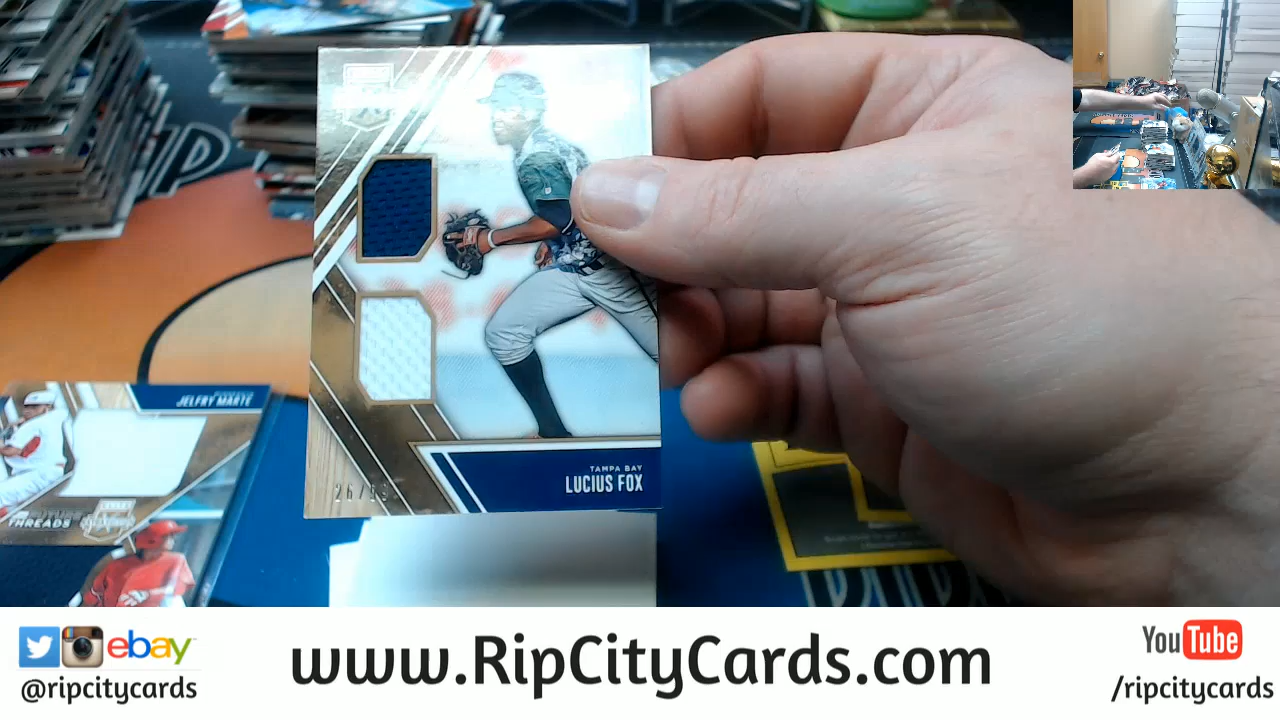 TAMPA BAY
LUCIUS FOX
JELFRY MARTE
THREADS
ebay
@ripcitycards
www.RipCityCards.com
YouTube
/ripcitycards